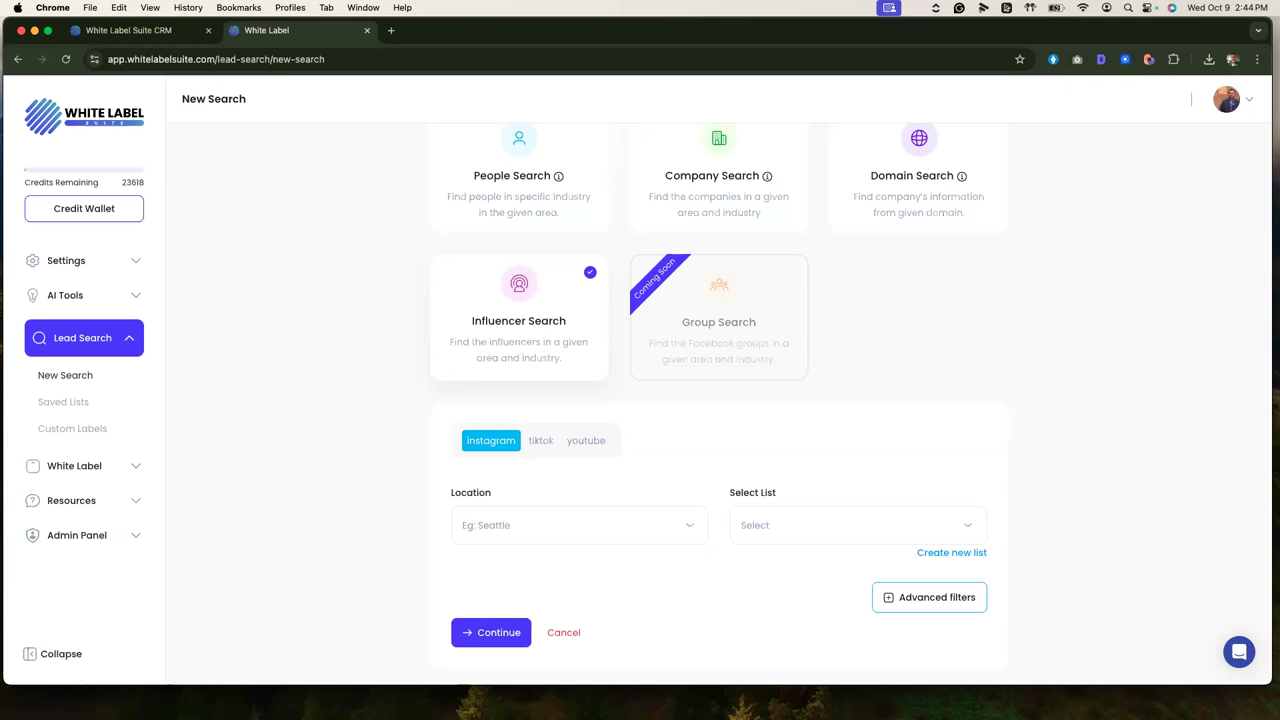 Chrome File Edit View History Bookmarks Profiles Tab Window Help
Wed Oct 9 2:44 PM
White Label Suite CRM
White Label
app.whitelabelsuite.com/lead-search/new-search
WHITE LABEL
SUITE
New Search
Credits Remaining 23618
Credit Wallet
Settings
AI Tools
Lead Search
New Search
Saved Lists
Custom Labels
White Label
Resources
Admin Panel
Collapse
People Search
Find people in specific industry
in the given area.
Company Search
Find the companies in a given
area and industry
Domain Search
Find company's information
from given domain.
Influencer Search
Find the influencers in a given
area and industry.
Coming Soon
Group Search
Find the Facebook groups in a
given area and industry.
instagram tiktok youtube
Location
Eg: Seattle
Select List
Select
Create new list
Advanced filters
Continue Cancel